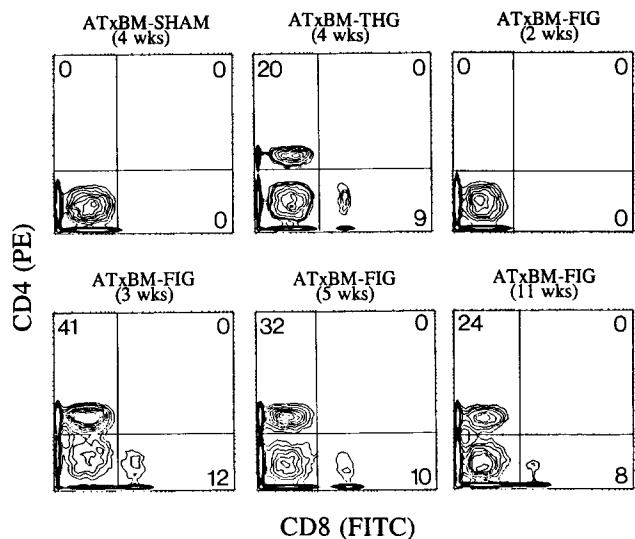 ATxBM-SHAM
(4 wks)
ATxBM-THG
(4 wks)
ATxBM-FIG
(2 wks)
0 0
20 0
0 0
0
9
0
CD4 (PE)
ATxBM-FIG
(3 wks)
ATxBM-FIG
(5 wks)
ATxBM-FIG
(11 wks)
41 0
32 0
24 0
12
10
8
CD8 (FITC)